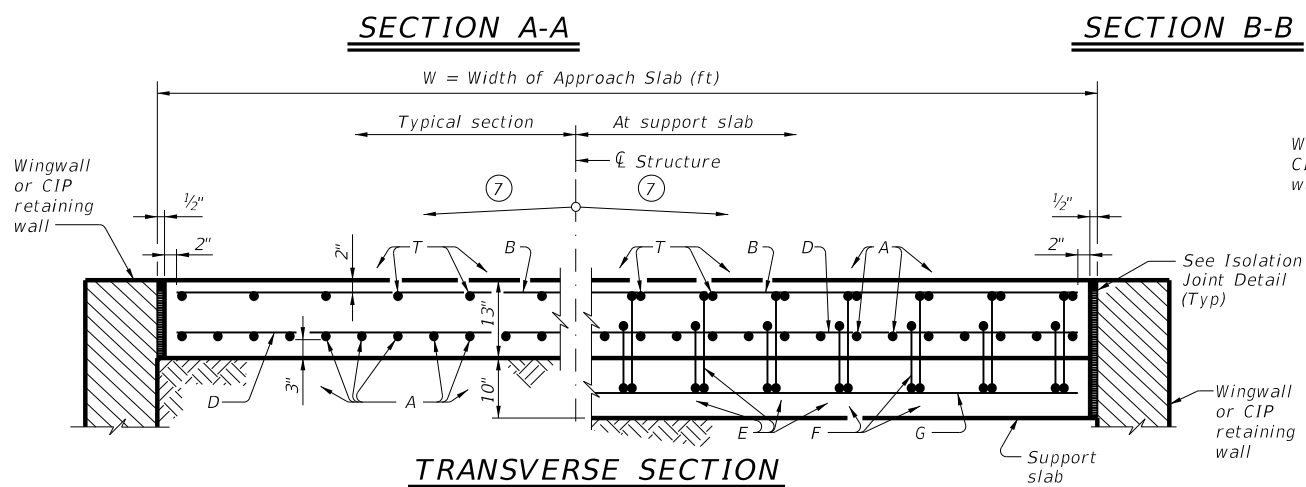 SECTION A-A
SECTION B-B
W = Width of Approach Slab (ft)
Typical section
At support slab
℄ Structure
Wingwall
or CIP
retaining
wall
7
7
W
CI
wa
1/2"
1/2"
2"
2"
2"
T
B
T
B
D
A
See Isolation
Joint Detail
(Typ)
13"
3"
10"
D
A
E
F
G
Wingwall
or CIP
retaining
wall
Support
slab
TRANSVERSE SECTION